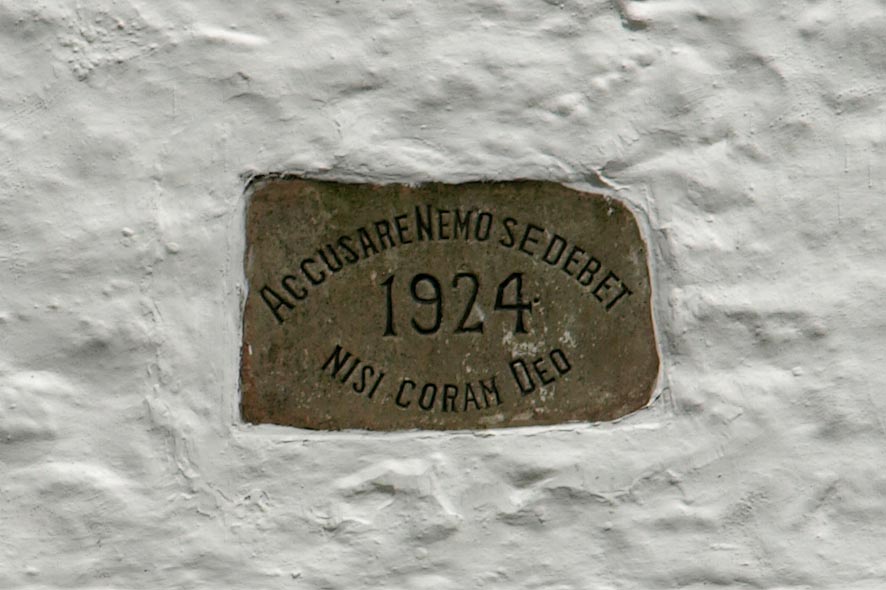 ACCUSARE NEMO SE DEBET
1924
NISI CORAM DEO